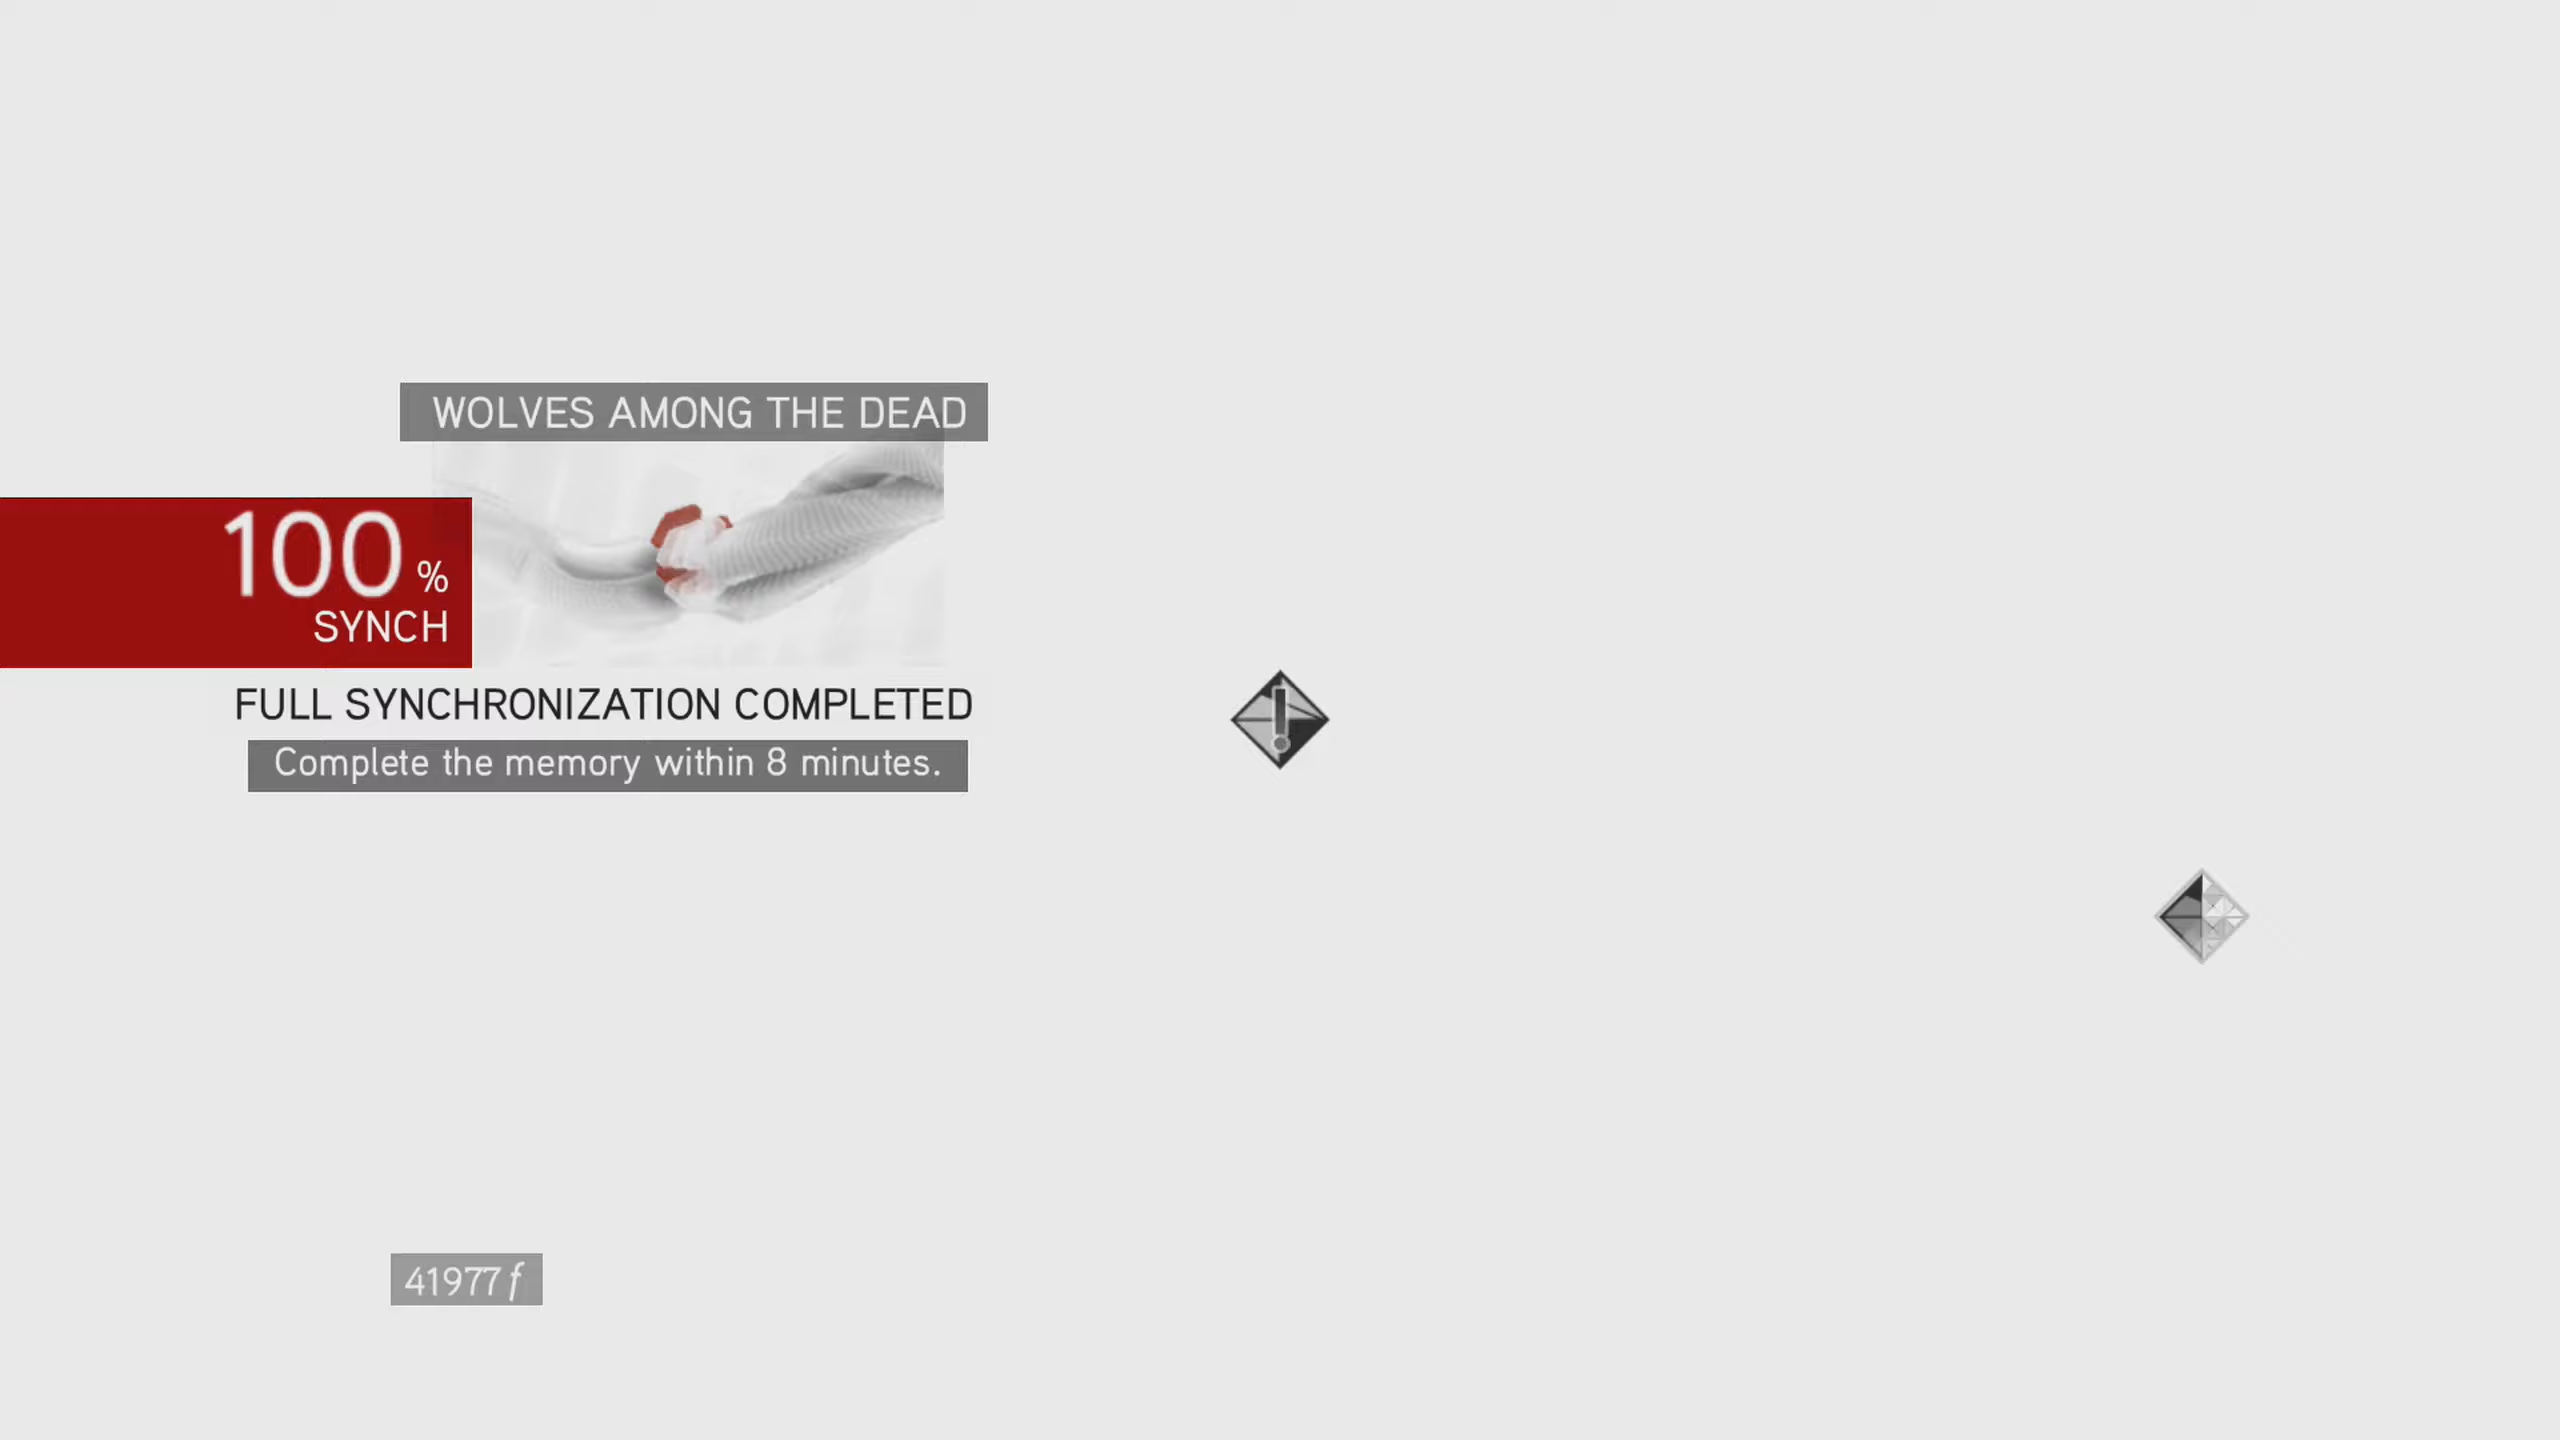 WOLVES AMONG THE DEAD
100 %
SYNCH
FULL SYNCHRONIZATION COMPLETED
Complete the memory within 8 minutes.
41977 f